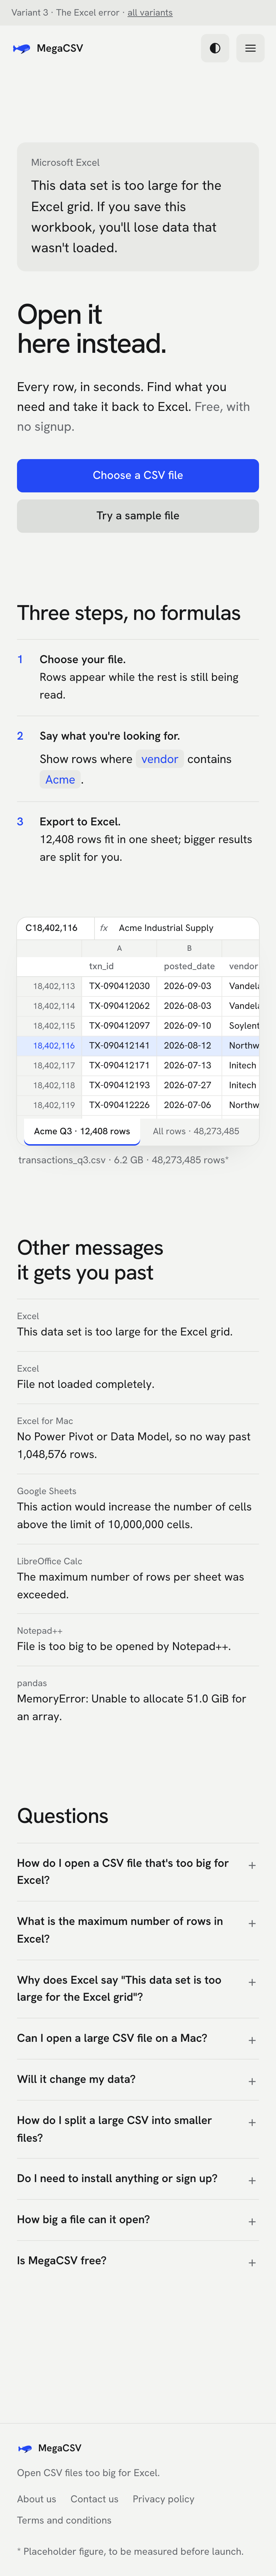 Variant 3 · The Excel error · all variants
MegaCSV
Microsoft Excel
This data set is too large for the
Excel grid. If you save this
workbook, you'll lose data that
wasn't loaded.
Open it
here instead.
Every row, in seconds. Find what you
need and take it back to Excel. Free, with
no signup.
Choose a CSV file
Try a sample file
Three steps, no formulas
1 Choose your file.
Rows appear while the rest is still being
read.
2 Say what you're looking for.
Show rows where vendor contains
Acme .
3 Export to Excel.
12,408 rows fit in one sheet; bigger results
are split for you.
C18,402,116 fx Acme Industrial Supply
A B
txn_id posted_date vendor
18,402,113 TX-090412030 2026-09-03 Vandela
18,402,114 TX-090412062 2026-08-03 Vandela
18,402,115 TX-090412097 2026-09-10 Soylent
18,402,116 TX-090412141 2026-08-12 Northw
18,402,117 TX-090412171 2026-07-13 Initech
18,402,118 TX-090412193 2026-07-27 Initech
18,402,119 TX-090412226 2026-07-06 Northw
Acme Q3 · 12,408 rows All rows · 48,273,485
transactions_q3.csv · 6.2 GB · 48,273,485 rows*
Other messages
it gets you past
Excel
This data set is too large for the Excel grid.
Excel
File not loaded completely.
Excel for Mac
No Power Pivot or Data Model, so no way past
1,048,576 rows.
Google Sheets
This action would increase the number of cells
above the limit of 10,000,000 cells.
LibreOffice Calc
The maximum number of rows per sheet was
exceeded.
Notepad++
File is too big to be opened by Notepad++.
pandas
MemoryError: Unable to allocate 51.0 GiB for
an array.
Questions
How do I open a CSV file that's too big for
Excel?
What is the maximum number of rows in
Excel?
Why does Excel say "This data set is too
large for the Excel grid"?
Can I open a large CSV file on a Mac?
Will it change my data?
How do I split a large CSV into smaller
files?
Do I need to install anything or sign up?
How big a file can it open?
Is MegaCSV free?
MegaCSV
Open CSV files too big for Excel.
About us Contact us Privacy policy
Terms and conditions
* Placeholder figure, to be measured before launch.